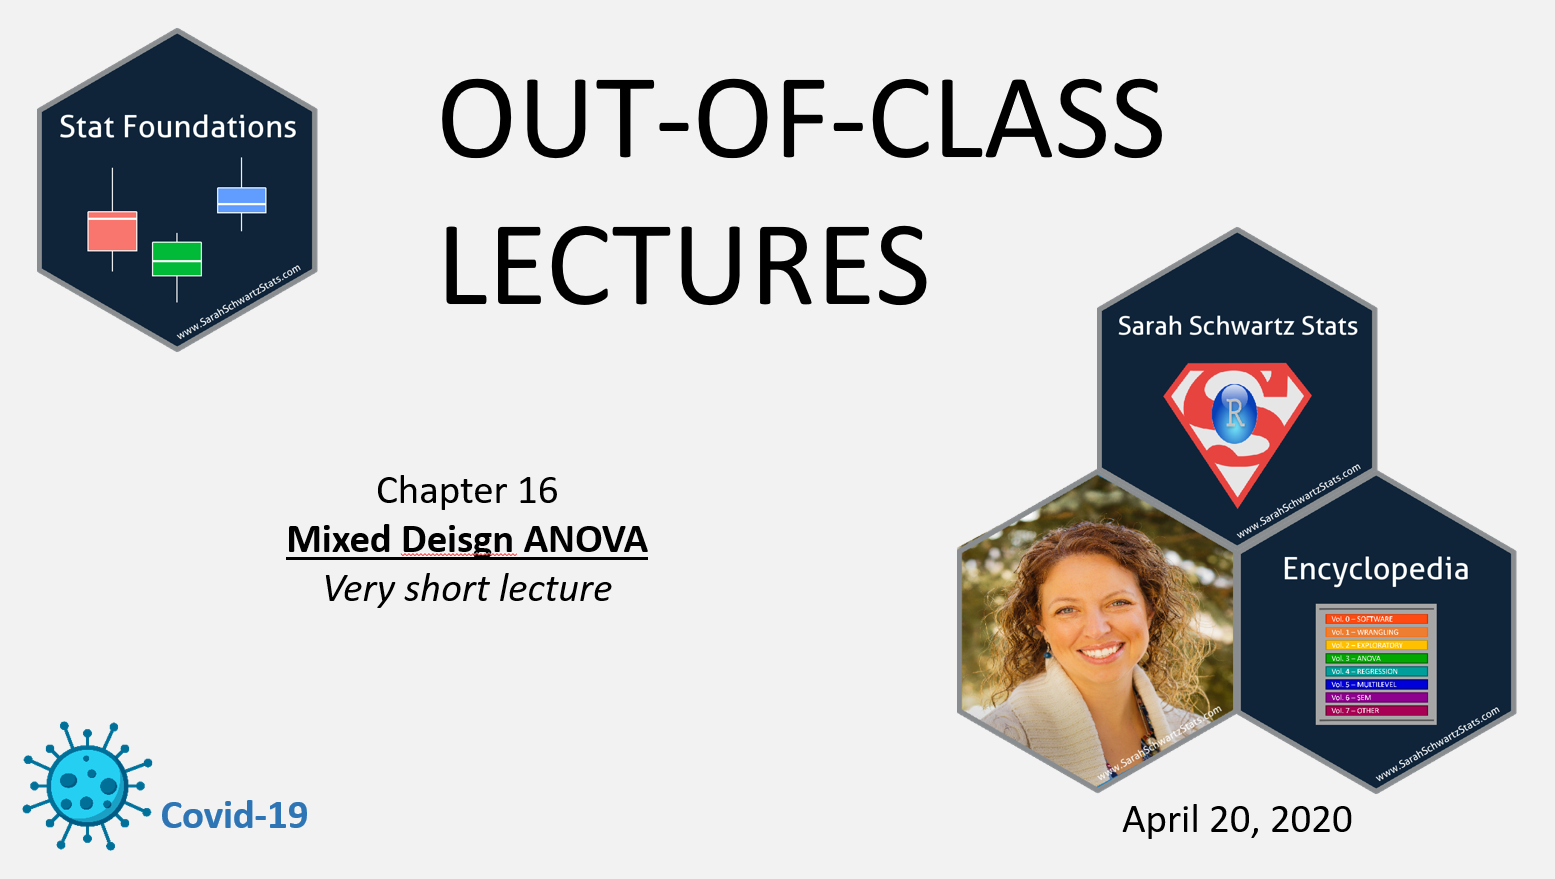 Stat Foundations
www.SarahSchwartzStats.com
OUT-OF-CLASS
LECTURES
Sarah Schwartz Stats
R
www.SarahSchwartzStats.com
Chapter 16
Mixed Deisgn ANOVA
Very short lecture
www.SarahSchwartzStats.com
Encyclopedia
Vol. 0 – SOFTWARE
Vol. 1 – WRANGLING
Vol. 2 – EXPLORATORY
Vol. 3 – ANOVA
Vol. 4 – REGRESSION
Vol. 5 – MULTILEVEL
Vol. 6 – SEM
Vol. 7 – OTHER
www.SarahSchwartzStats.com
Covid-19
April 20, 2020